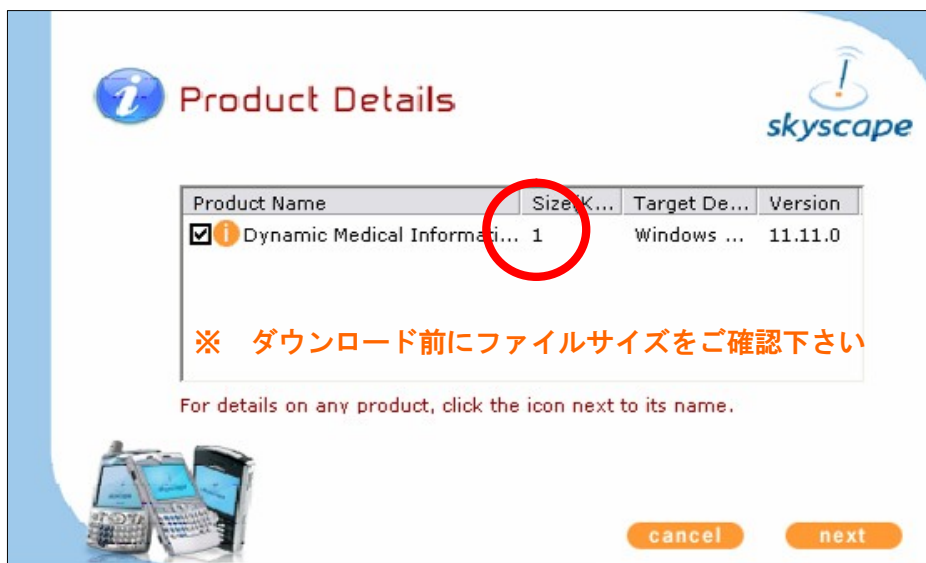 Product Details
skyscape
Product Name Size(K... Target De... Version
Dynamic Medical Informati... 1 Windows ... 11.11.0
※ ダウンロード前にファイルサイズをご確認下さい
For details on any product, click the icon next to its name.
cancel next